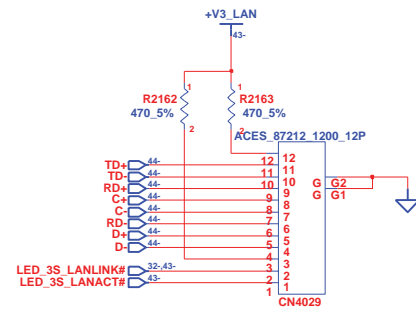 +V3_LAN
43-
1 1
R2162 R2163
470_5% 470_5%
2 2
ACES_87212_1200_12P
TD+ 44- 12 12
TD- 44- 11 11
RD+ 44- 10 10 G G2
C+ 44- 9 9 G G1
C- 44- 8 8
RD- 44- 7 7
D+ 44- 6 6
D- 44- 5 5
4 4
LED_3S_LANLINK# 32-,43- 3 3
LED_3S_LANACT# 43- 2 2
1 1
CN4029